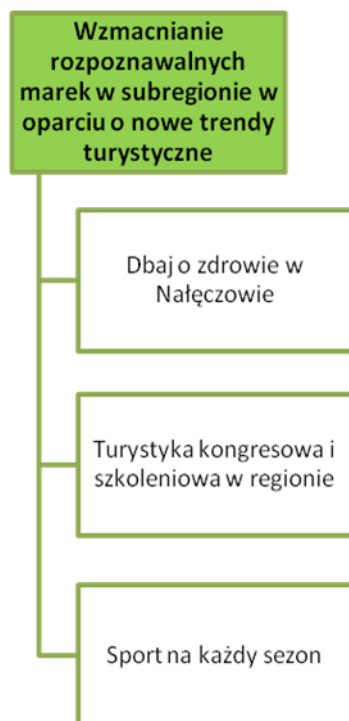 Wzmacnianie
rozpoznawalnych
marek w subregionie w
oparciu o nowe trendy
turystyczne
Dbaj o zdrowie w
Nałęczowie
Turystyka kongresowa i
szkoleniowa w regionie
Sport na każdy sezon